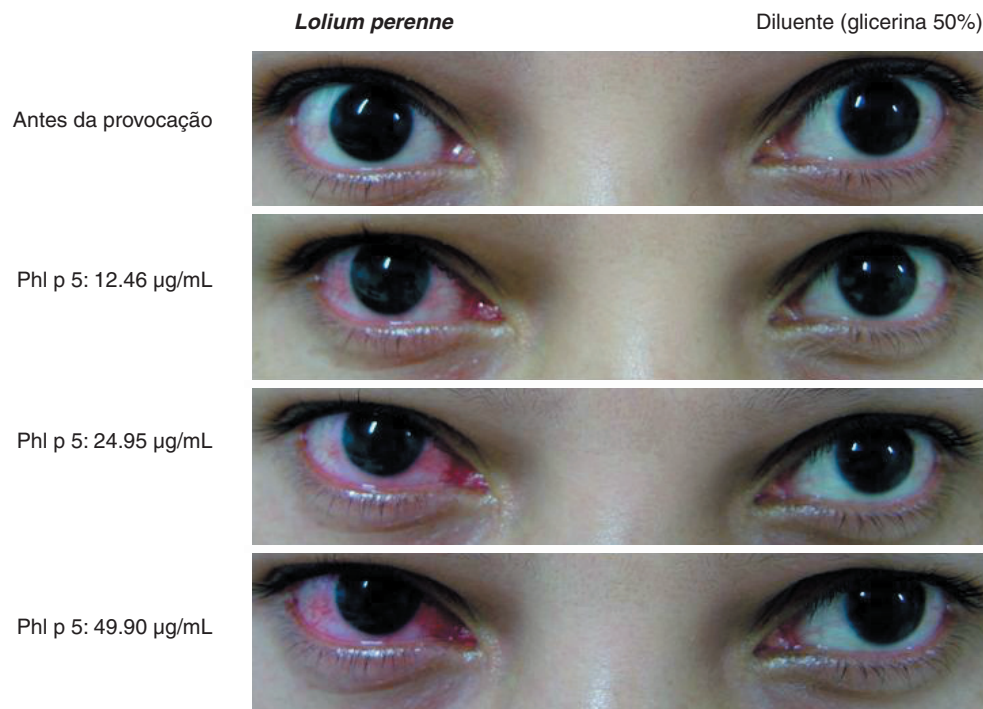 Lolium perenne
Diluente (glicerina 50%)
Antes da provocação
Phl p 5: 12.46 µg/mL
Phl p 5: 24.95 µg/mL
Phl p 5: 49.90 µg/mL